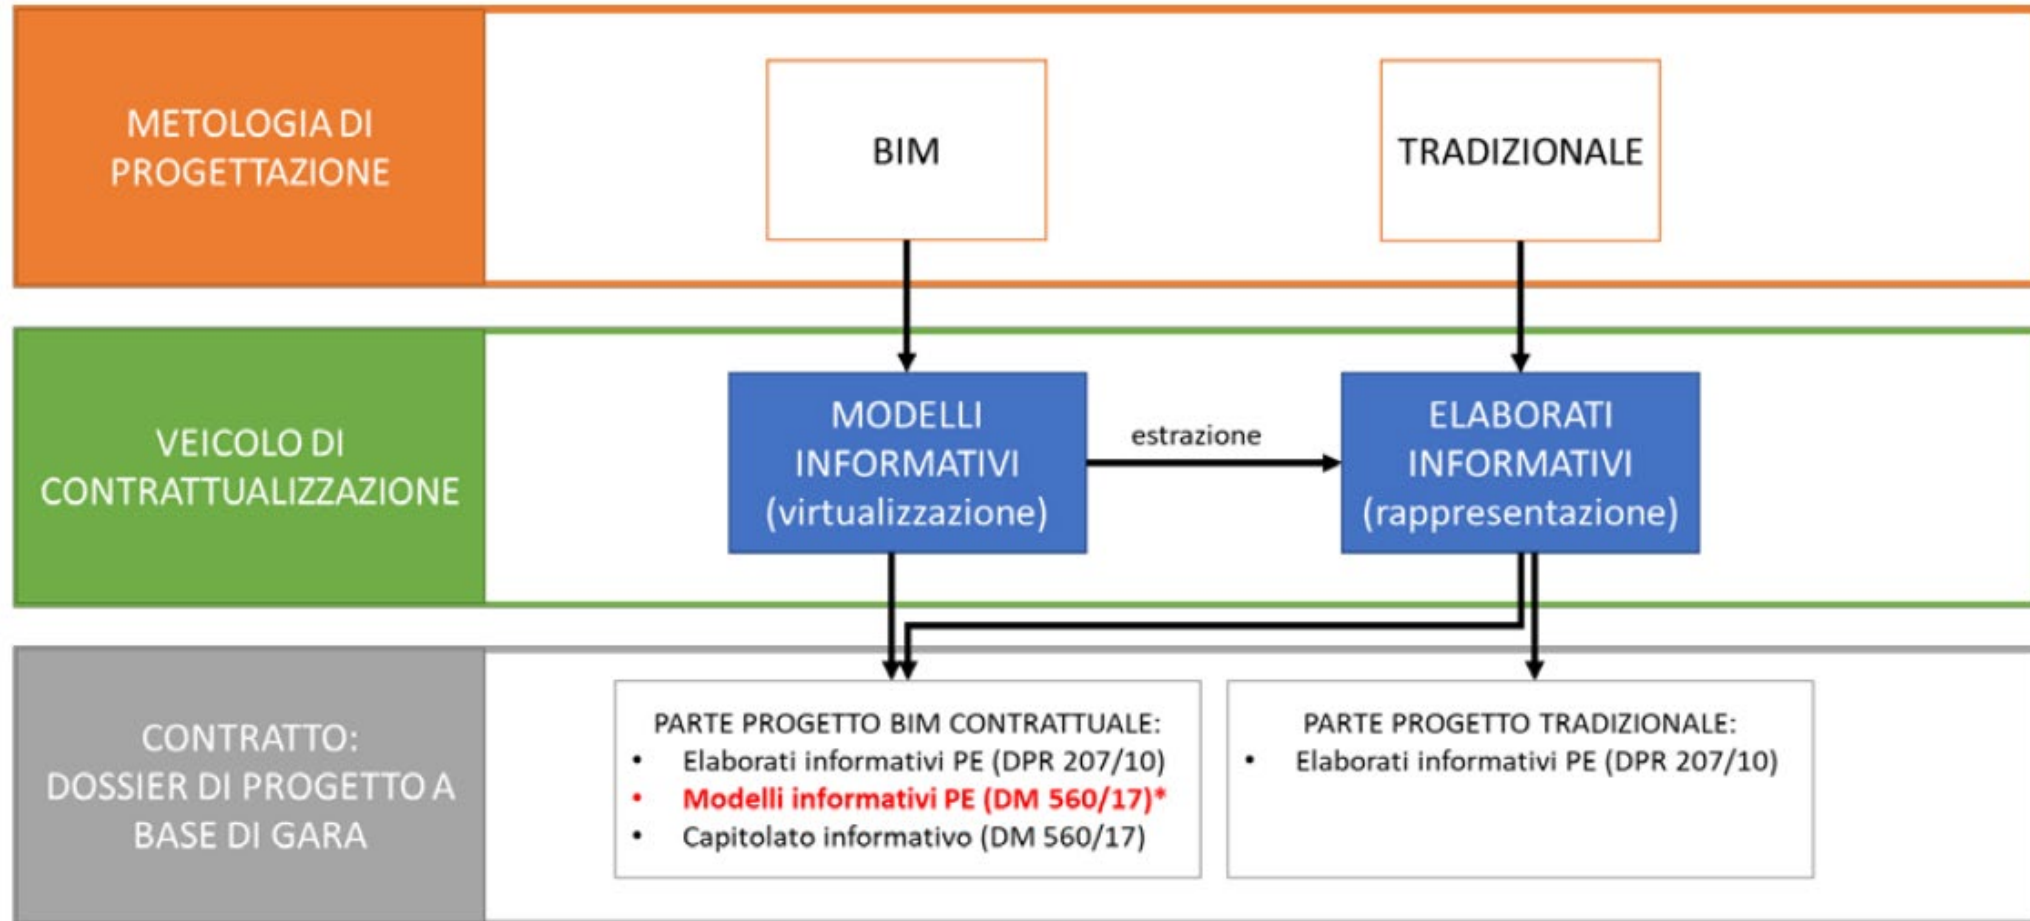 METOLOGIA DI
PROGETTAZIONE
BIM
TRADIZIONALE
VEICOLO DI
CONTRATTUALIZZAZIONE
MODELLI
INFORMATIVI
(virtualizzazione)
estrazione
ELABORATI
INFORMATIVI
(rappresentazione)
CONTRATTO:
DOSSIER DI PROGETTO A
BASE DI GARA
PARTE PROGETTO BIM CONTRATTUALE:
• Elaborati informativi PE (DPR 207/10)
• Modelli informativi PE (DM 560/17)*
• Capitolato informativo (DM 560/17)
PARTE PROGETTO TRADIZIONALE:
• Elaborati informativi PE (DPR 207/10)